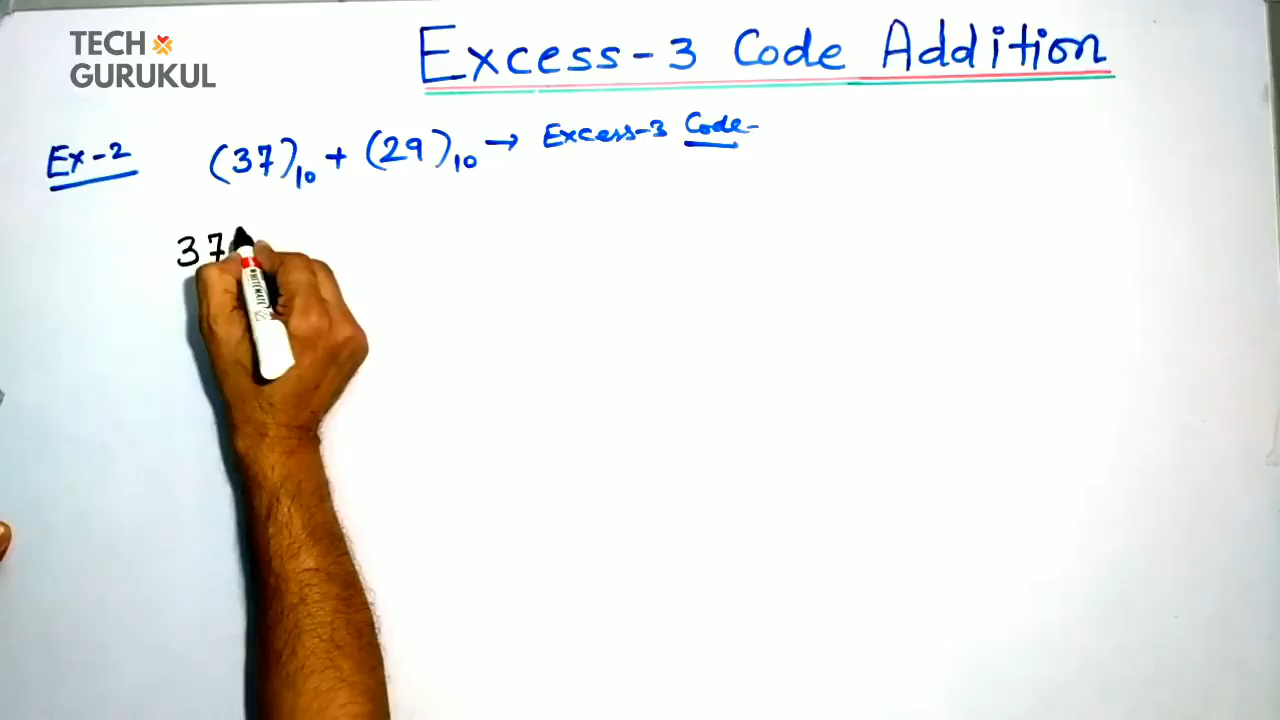 TECH
GURUKUL
Excess-3 Code Addition
Ex-2 (37)₁₀ + (29)₁₀ → Excess-3 Code-
37